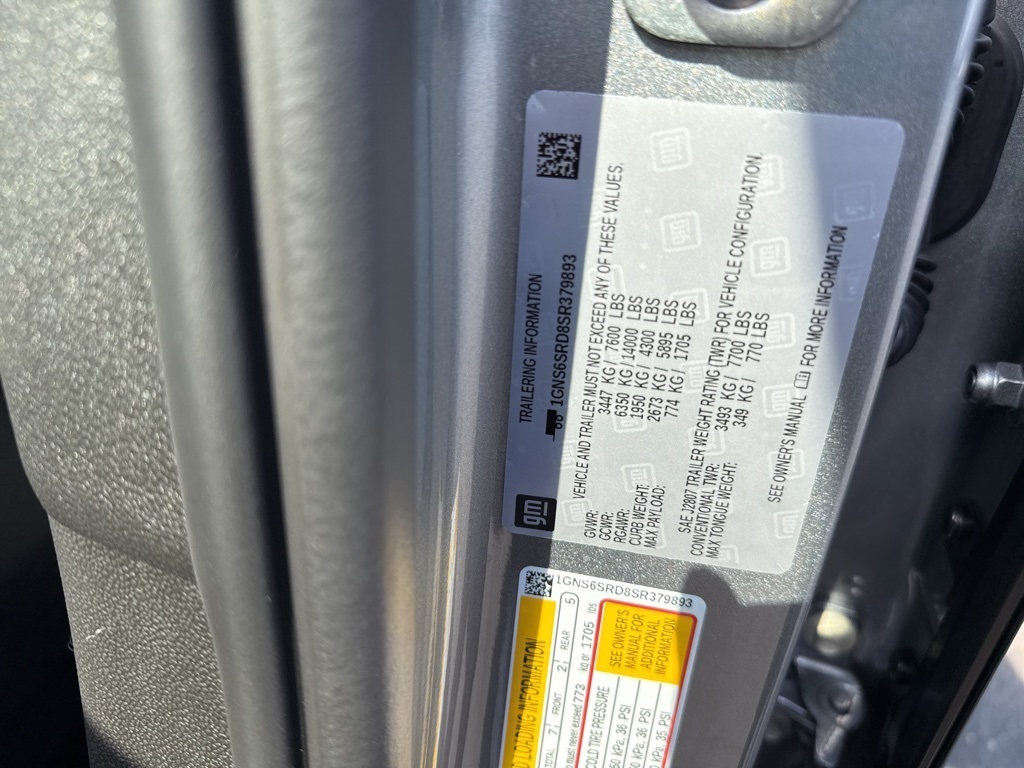 gm
TRAILERING INFORMATION
1GNS6SRD8SR379893
VEHICLE AND TRAILER MUST NOT EXCEED ANY OF THESE VALUES.
GVWR: 3447 KG / 7600 LBS
GCWR: 6350 KG / 14000 LBS
RGAWR: 1950 KG / 4300 LBS
CURB WEIGHT: 2673 KG / 5895 LBS
MAX PAYLOAD: 774 KG / 1705 LBS
SAE J2807 TRAILER WEIGHT RATING (TWR) FOR VEHICLE CONFIGURATION.
CONVENTIONAL TWR: 3493 KG / 7700 LBS
MAX TONGUE WEIGHT: 349 KG / 770 LBS
SEE OWNER'S MANUAL FOR MORE INFORMATION
1GNS6SRD8SR379893
LOADING INFORMATION
TOTAL 7 FRONT 2 REAR 5
must never exceed 773 kg or 1705 lbs
COLD TIRE PRESSURE
kPa, 36 PSI
kPa, 36 PSI
kPa, 35 PSI
SEE OWNER'S
MANUAL FOR
ADDITIONAL
INFORMATION